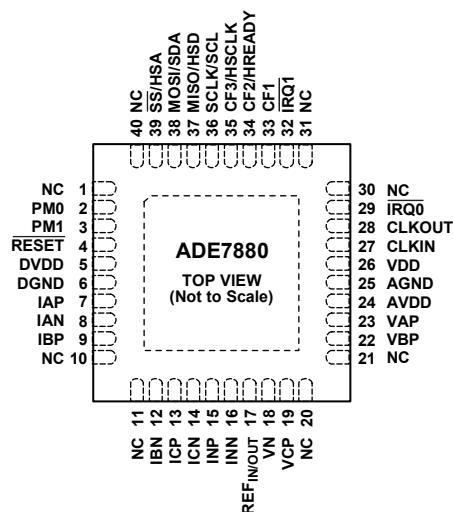 40 NC
39 S̅S̅/HSA
38 MOSI/SDA
37 MISO/HSD
36 SCLK/SCL
35 CF3/HSCLK
34 CF2/HREADY
33 CF1
32 I̅R̅Q̅1̅
31 NC
NC 1
PM0 2
PM1 3
R̅E̅S̅E̅T̅ 4
DVDD 5
DGND 6
IAP 7
IAN 8
IBP 9
NC 10
ADE7880
TOP VIEW
(Not to Scale)
30 NC
29 I̅R̅Q̅0̅
28 CLKOUT
27 CLKIN
26 VDD
25 AGND
24 AVDD
23 VAP
22 VBP
21 NC
NC 11
IBN 12
ICP 13
ICN 14
INP 15
INN 16
REFIN/OUT 17
VN 18
VCP 19
NC 20